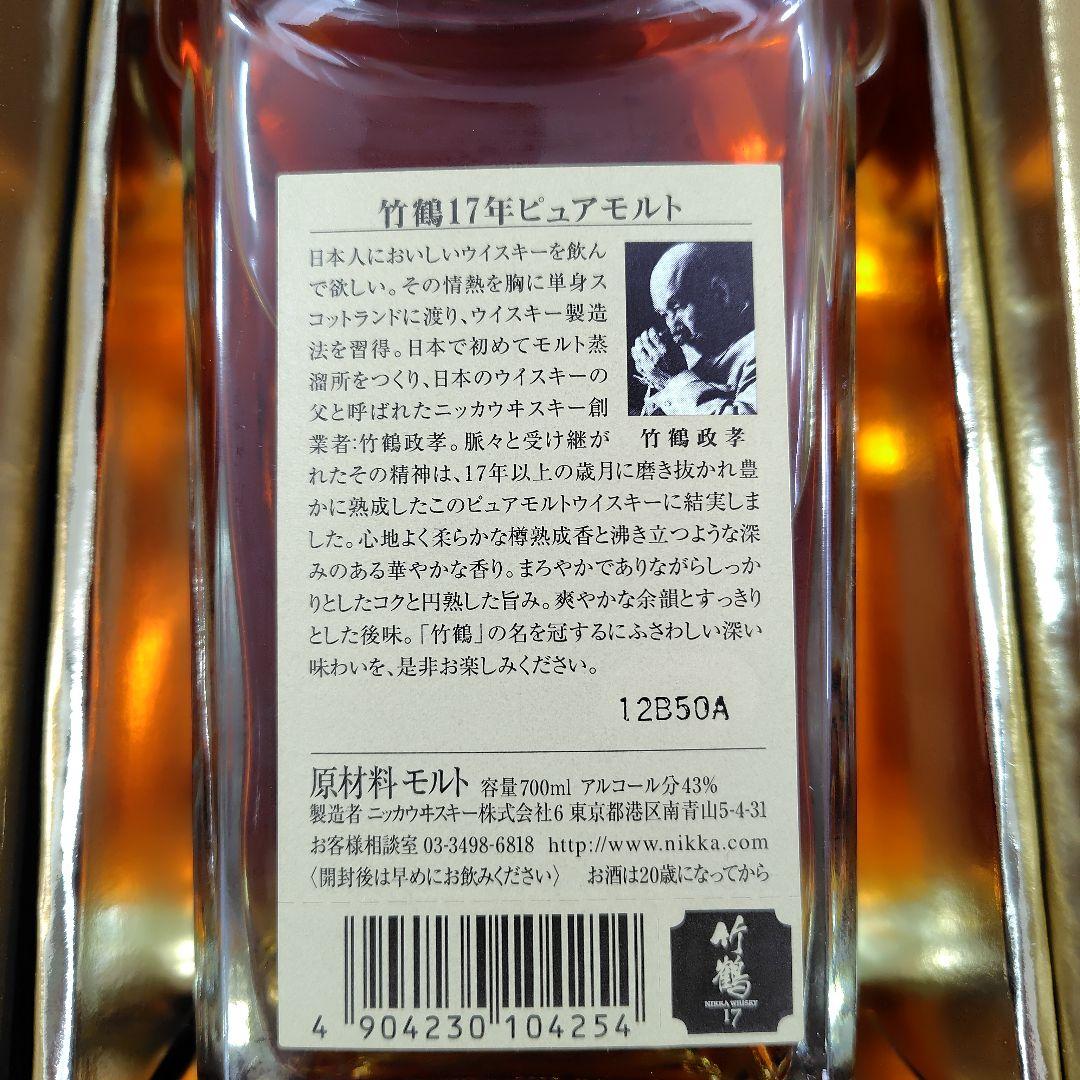 竹鶴17年ピュアモルト
日本人においしいウイスキーを飲ん
で欲しい。その情熱を胸に単身ス
コットランドに渡り、ウイスキー製造
法を習得。日本で初めてモルト蒸
溜所をつくり、日本のウイスキーの
父と呼ばれたニッカウヰスキー創
業者:竹鶴政孝。脈々と受け継が
れたその精神は、17年以上の歳月に磨き抜かれ豊
かに熟成したこのピュアモルトウイスキーに結実しま
した。心地よく柔らかな樽熟成香と沸き立つような深
みのある華やかな香り。まろやかでありながらしっか
りとしたコクと円熟した旨み。爽やかな余韻とすっきり
とした後味。「竹鶴」の名を冠するにふさわしい深い
味わいを、是非お楽しみください。
竹鶴政孝
12B50A
原材料 モルト 容量700ml アルコール分43%
製造者 ニッカウヰスキー株式会社6 東京都港区南青山5-4-31
お客様相談室 03-3498-6818 http://www.nikka.com
〈開封後は早めにお飲みください〉 お酒は20歳になってから
4 904230 104254
竹鶴
NIKKA WHISKY
17